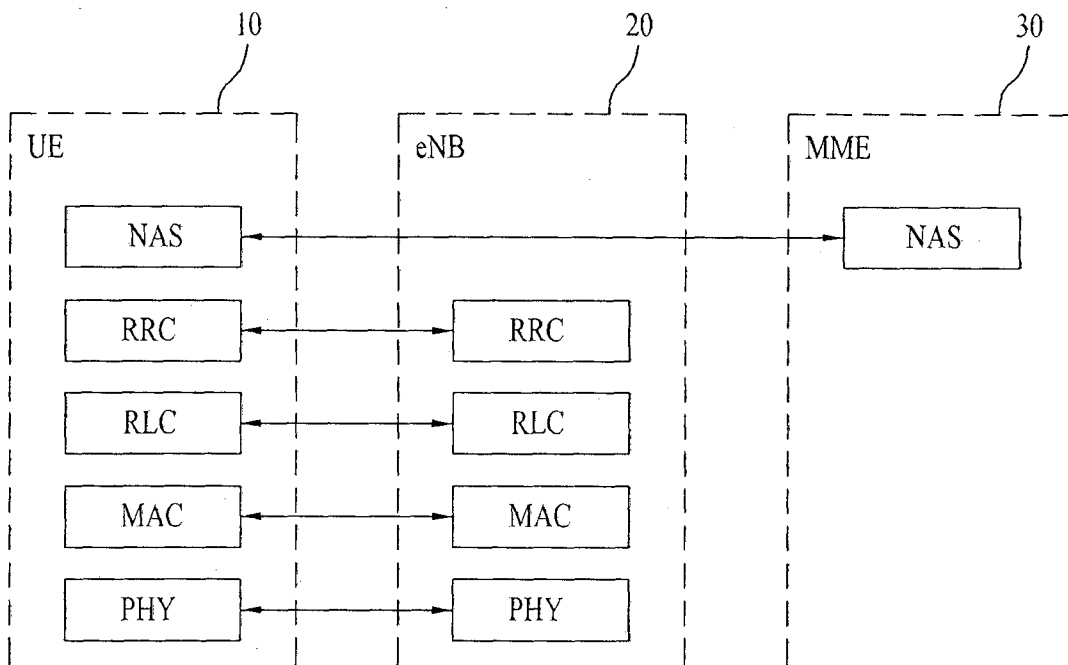 10 20 30
UE eNB MME
NAS NAS
RRC RRC
RLC RLC
MAC MAC
PHY PHY